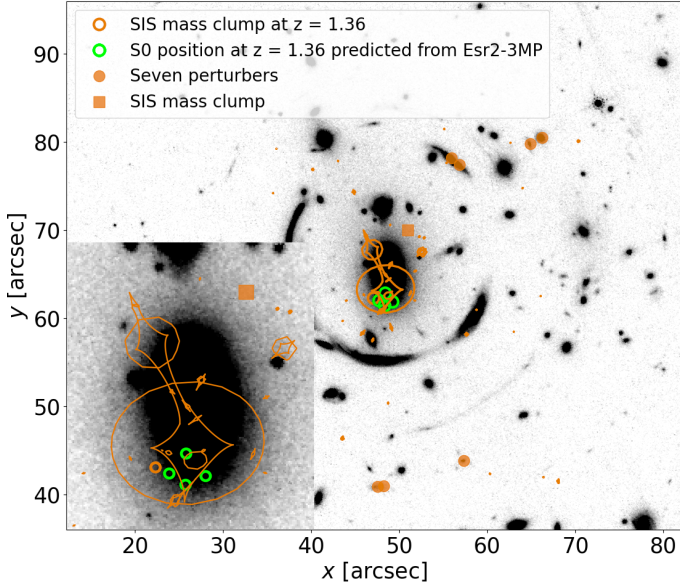 SIS mass clump at z = 1.36
S0 position at z = 1.36 predicted from Esr2-3MP
Seven perturbers
SIS mass clump
90
80
70
60
50
40
y [arcsec]
20 30 40 50 60 70 80
x [arcsec]